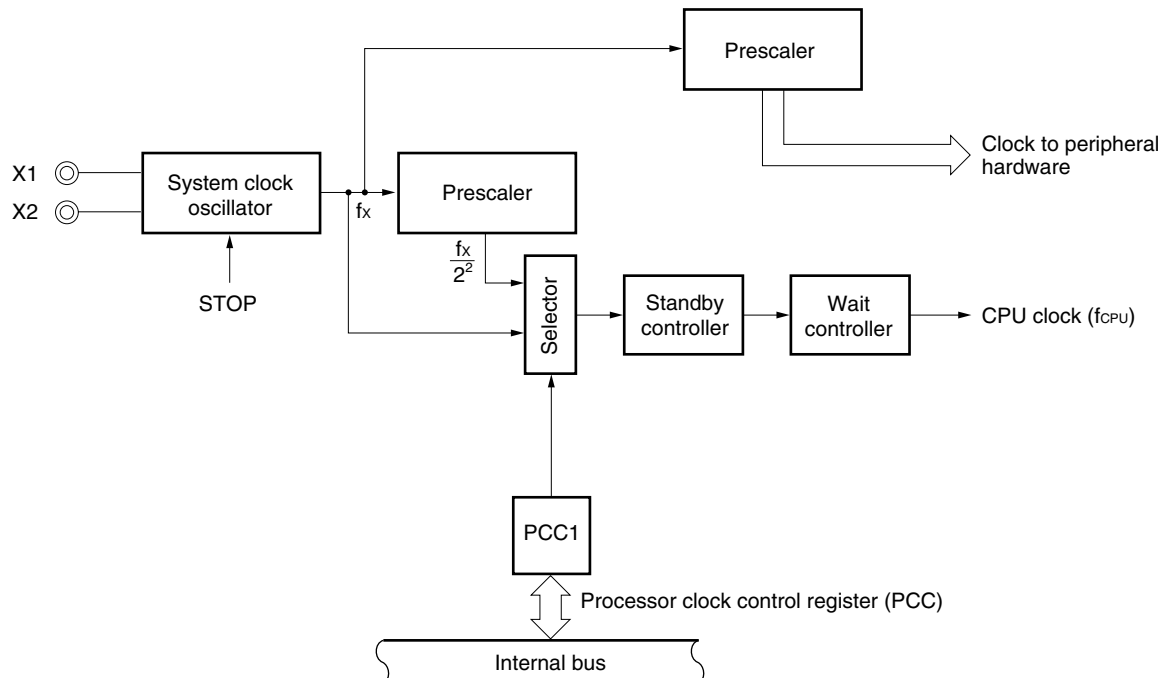 Prescaler
Clock to peripheral
hardware
X1
X2
System clock
oscillator
fX
Prescaler
fX
2²
STOP
Selector
Standby
controller
Wait
controller
CPU clock (fCPU)
PCC1
Processor clock control register (PCC)
Internal bus